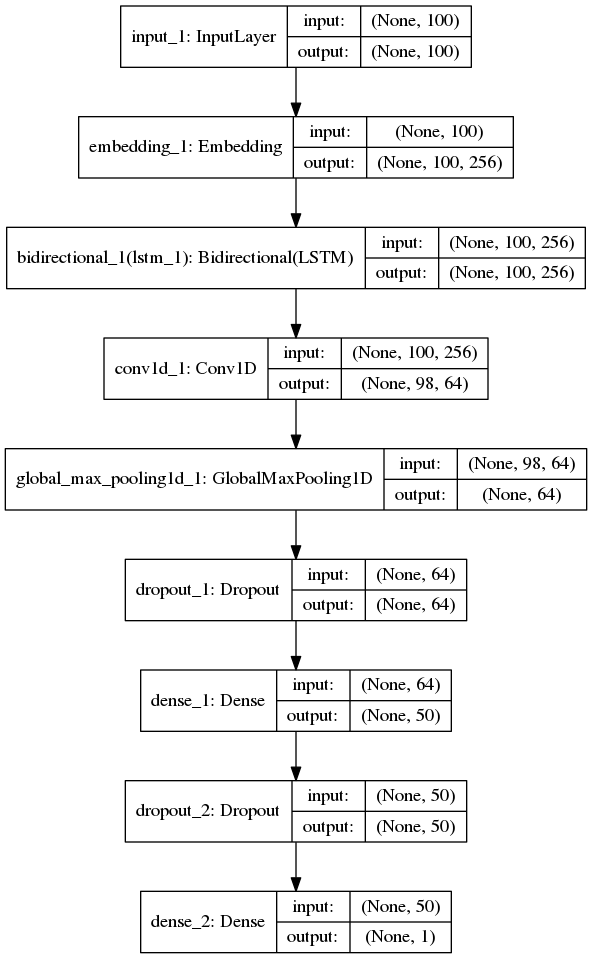 input_1: InputLayer
input: (None, 100)
output: (None, 100)
embedding_1: Embedding
input: (None, 100)
output: (None, 100, 256)
bidirectional_1(lstm_1): Bidirectional(LSTM)
input: (None, 100, 256)
output: (None, 100, 256)
conv1d_1: Conv1D
input: (None, 100, 256)
output: (None, 98, 64)
global_max_pooling1d_1: GlobalMaxPooling1D
input: (None, 98, 64)
output: (None, 64)
dropout_1: Dropout
input: (None, 64)
output: (None, 64)
dense_1: Dense
input: (None, 64)
output: (None, 50)
dropout_2: Dropout
input: (None, 50)
output: (None, 50)
dense_2: Dense
input: (None, 50)
output: (None, 1)